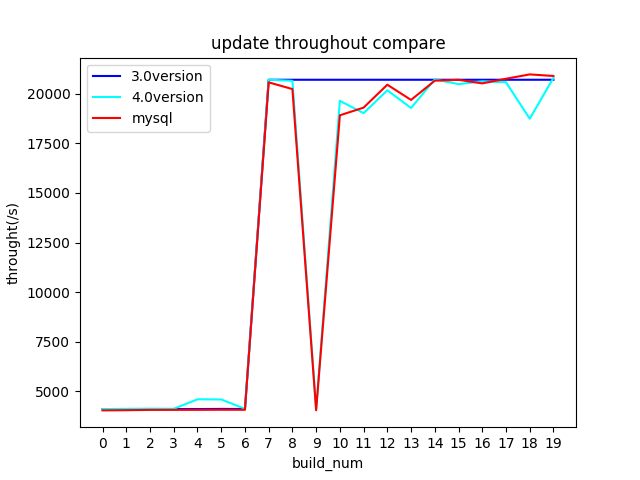 update throughout compare
3.0version
4.0version
mysql
throught(/s)
20000
17500
15000
12500
10000
7500
5000
0 1 2 3 4 5 6 7 8 9 10 11 12 13 14 15 16 17 18 19
build_num